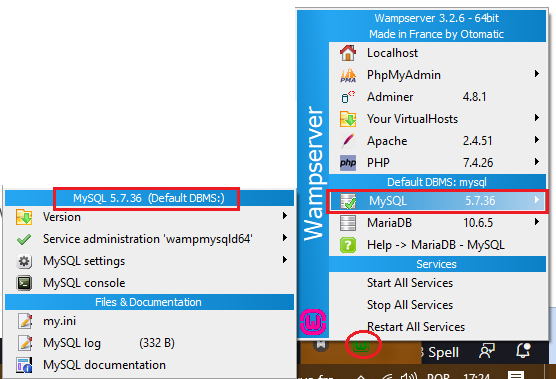 Wampserver 3.2.6 - 64bit
Made in France by Otomatic
Localhost
PhpMyAdmin
Adminer 4.8.1
Your VirtualHosts
Apache 2.4.51
PHP 7.4.26
Default DBMS: mysql
MySQL 5.7.36
MariaDB 10.6.5
Help -> MariaDB - MySQL
Services
Start All Services
Stop All Services
Restart All Services
Wampserver
MySQL 5.7.36 (Default DBMS:)
Version
Service administration 'wampmysqld64'
MySQL settings
MySQL console
Files & Documentation
my.ini
MySQL log (332 B)
MySQL documentation
Spell
POR 17:24